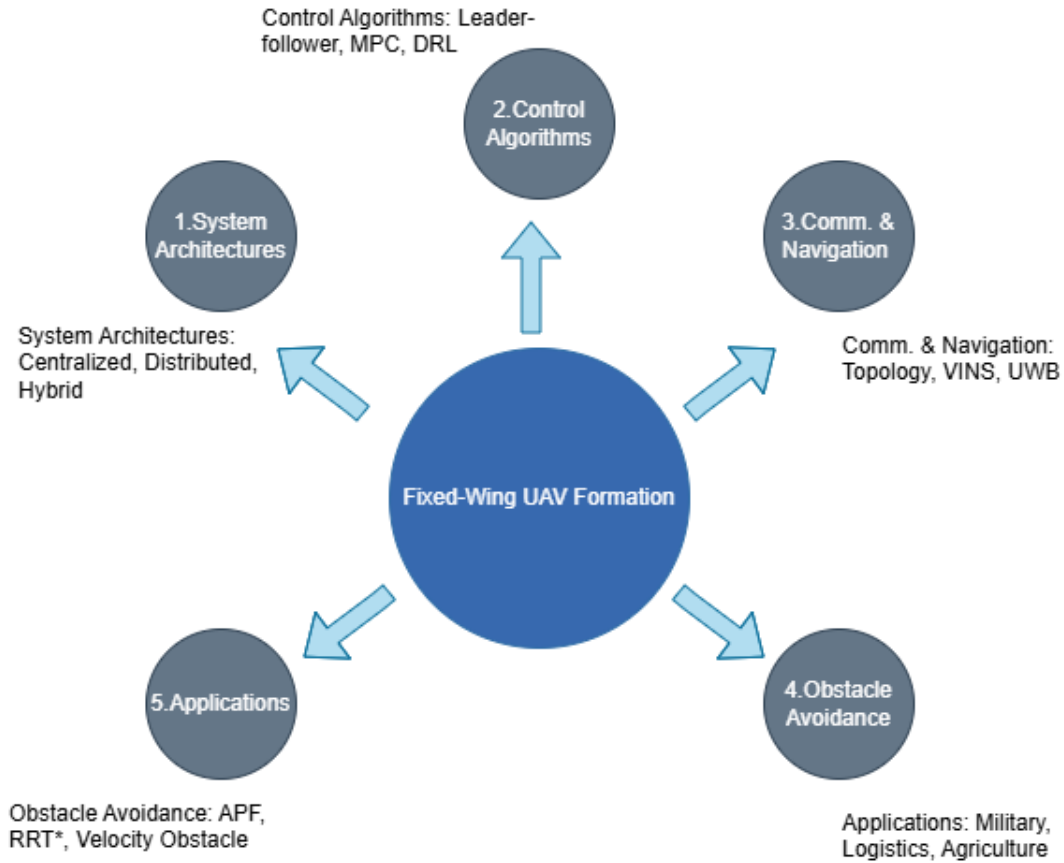 Control Algorithms: Leader-
follower, MPC, DRL
2.Control
Algorithms
1.System
Architectures
3.Comm. &
Navigation
System Architectures:
Centralized, Distributed,
Hybrid
Comm. & Navigation:
Topology, VINS, UWB
Fixed-Wing UAV Formation
5.Applications
4.Obstacle
Avoidance
Obstacle Avoidance: APF,
RRT*, Velocity Obstacle
Applications: Military,
Logistics, Agriculture